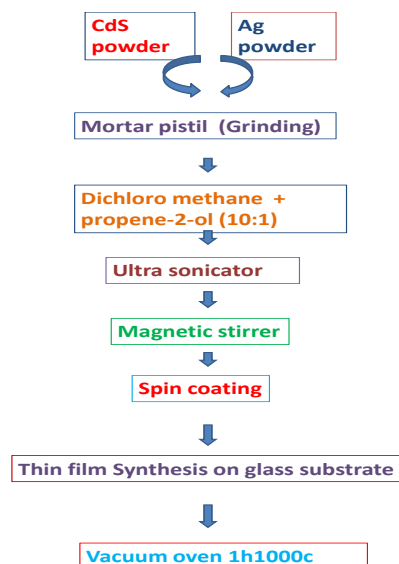 CdS
powder
Ag
powder
Mortar pistil (Grinding)
Dichloro methane +
propene-2-ol (10:1)
Ultra sonicator
Magnetic stirrer
Spin coating
Thin film Synthesis on glass substrate
Vacuum oven 1h1000c